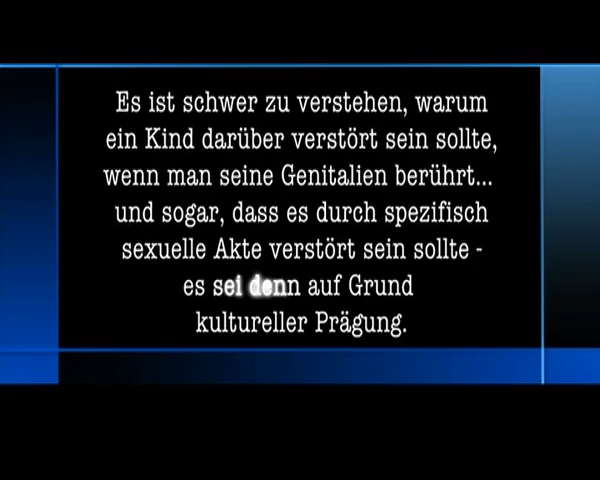 Es ist schwer zu verstehen, warum
ein Kind darüber verstört sein sollte,
wenn man seine Genitalien berührt...
und sogar, dass es durch spezifisch
sexuelle Akte verstört sein sollte -
es sei denn auf Grund
kultureller Prägung.